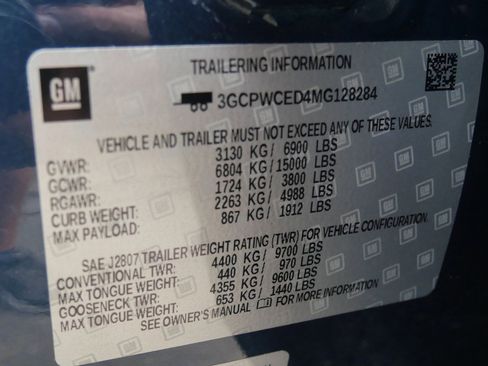 GM
TRAILERING INFORMATION
3GCPWCED4MG128284
VEHICLE AND TRAILER MUST NOT EXCEED ANY OF THESE VALUES.
GVWR: 3130 KG / 6900 LBS
GCWR: 6804 KG / 15000 LBS
RGAWR: 1724 KG / 3800 LBS
CURB WEIGHT: 2263 KG / 4988 LBS
MAX PAYLOAD: 867 KG / 1912 LBS
SAE J2807 TRAILER WEIGHT RATING (TWR) FOR VEHICLE CONFIGURATION.
CONVENTIONAL TWR: 4400 KG / 9700 LBS
MAX TONGUE WEIGHT: 440 KG / 970 LBS
GOOSENECK TWR: 4355 KG / 9600 LBS
MAX TONGUE WEIGHT: 653 KG / 1440 LBS
SEE OWNER'S MANUAL FOR MORE INFORMATION